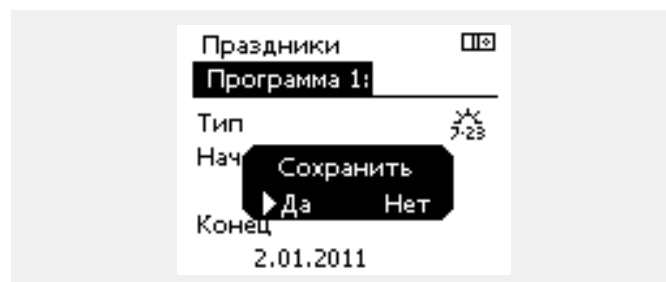 Праздники
Программа 1:
Тип
7-23
Нач
Сохранить
Да Нет
Конец
2.01.2011